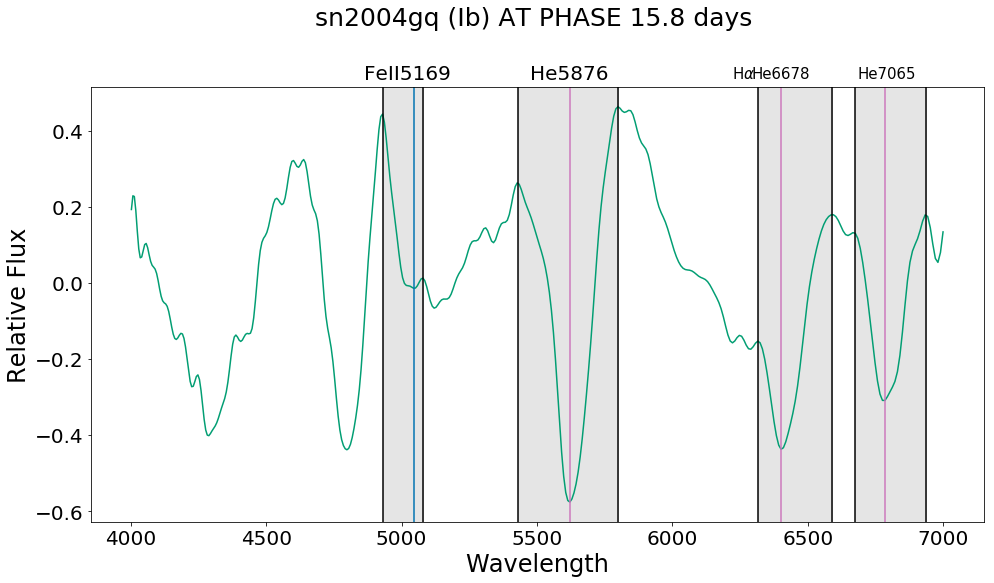 sn2004gq (Ib) AT PHASE 15.8 days
FeII5169 He5876 HαHe6678 He7065
0.4
0.2
0.0
−0.2
−0.4
−0.6
Relative Flux
4000 4500 5000 5500 6000 6500 7000
Wavelength